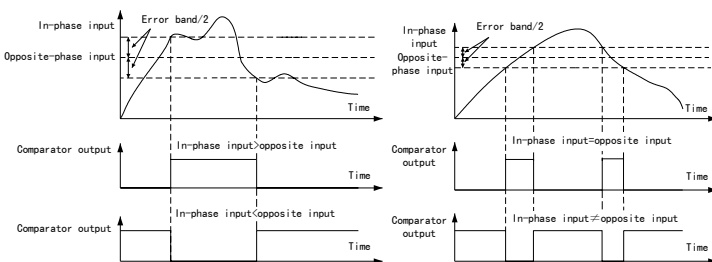 In-phase input
Error band/2
Opposite-phase input
Time
Comparator output
In-phase input>opposite input
Time
Comparator output
In-phase input<opposite input
Time
In-phase
input
Error band/2
Opposite-
phase input
Time
Comparator
output
In-phase input=opposite input
Time
Comparator
output
In-phase input≠opposite input
Time